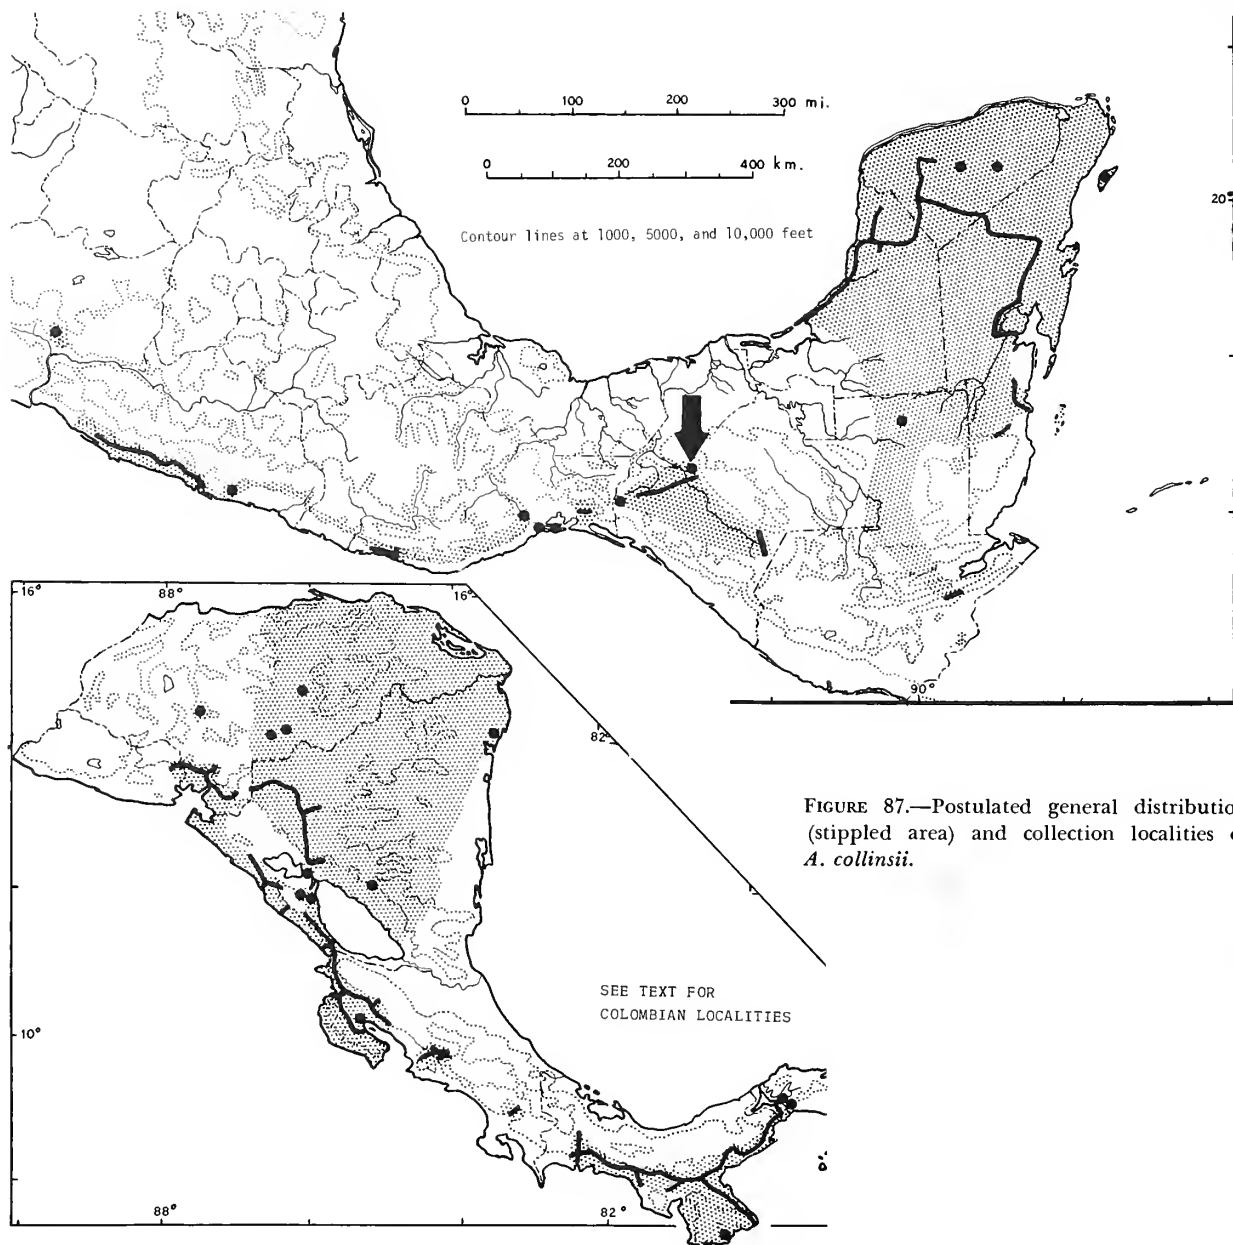 0 100 200 300 mi.
0 200 400 km.
Contour lines at 1000, 5000, and 10,000 feet
20°
90°
16° 88° 16°
82°
FIGURE 87.—Postulated general
(stippled area) and collection localities
A. collinsii.
SEE TEXT FOR
COLOMBIAN LOCALITIES
10°
88° 82°